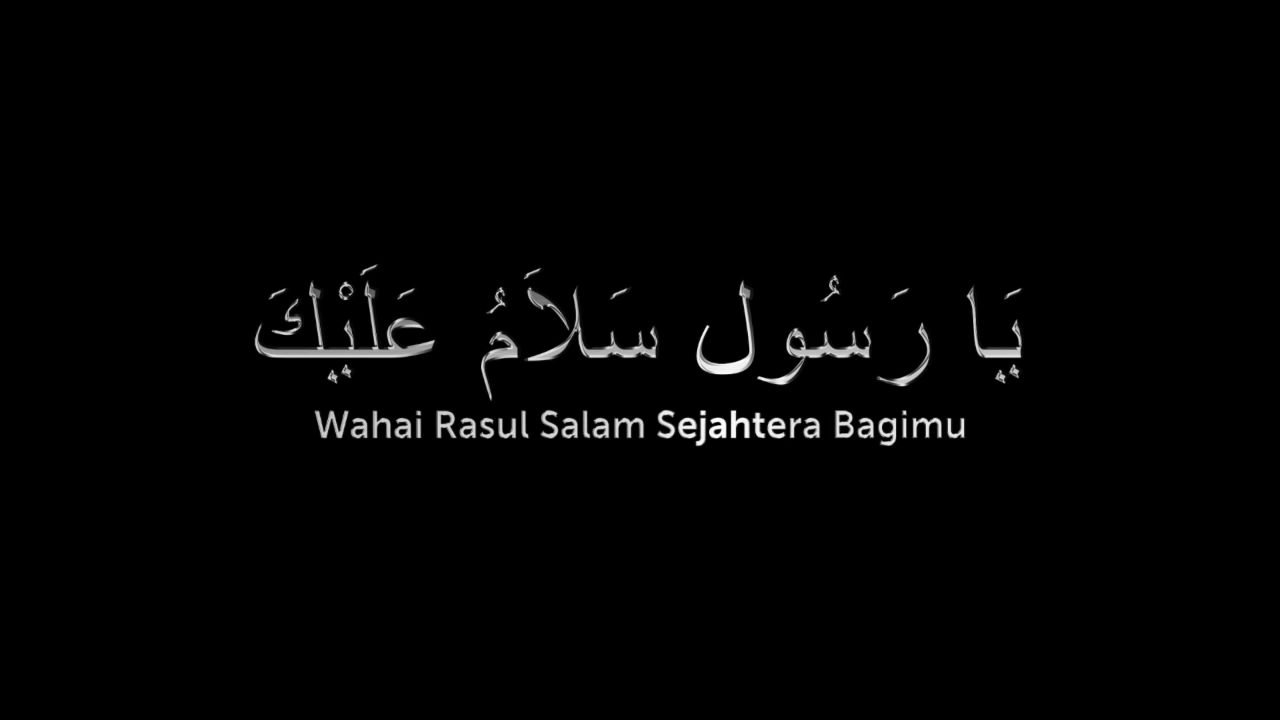 يَا رَسُول سَلاَمُ عَلَيْكَ
Wahai Rasul Salam Sejahtera Bagimu